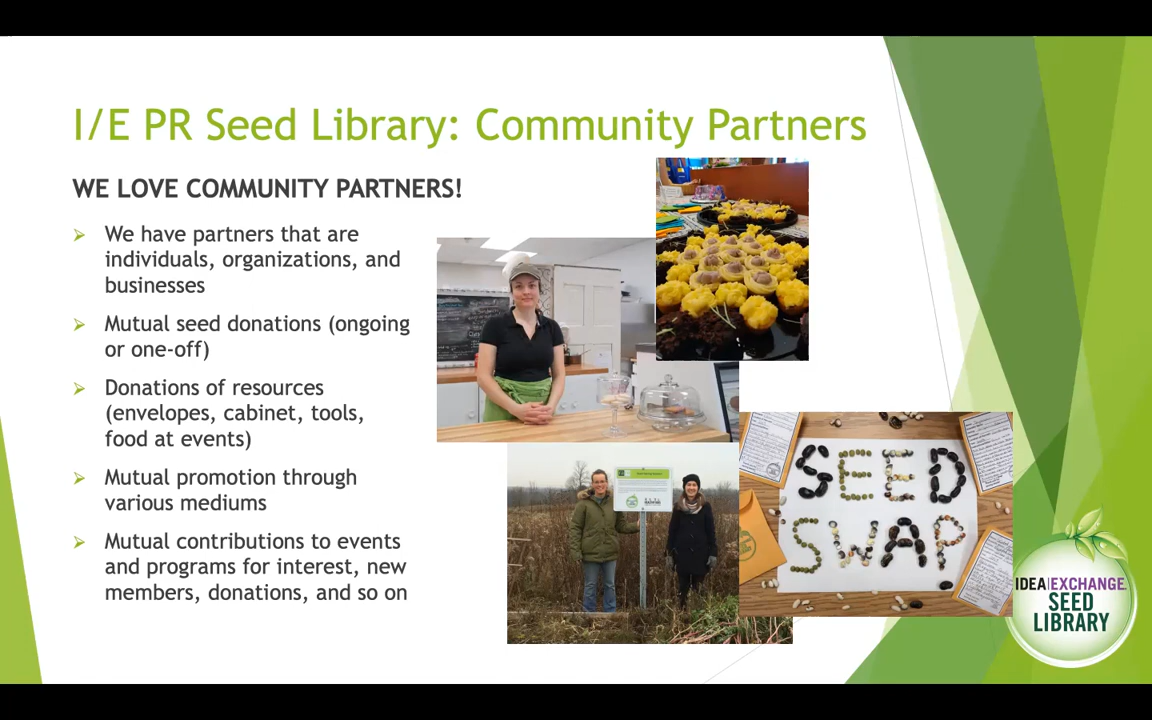 I/E PR Seed Library: Community Partners
WE LOVE COMMUNITY PARTNERS!
We have partners that are
individuals, organizations, and
businesses
Mutual seed donations (ongoing
or one-off)
Donations of resources
(envelopes, cabinet, tools,
food at events)
Mutual promotion through
various mediums
Mutual contributions to events
and programs for interest, new
members, donations, and so on
SEED
SWAP
IDEA|EXCHANGE
SEED
LIBRARY